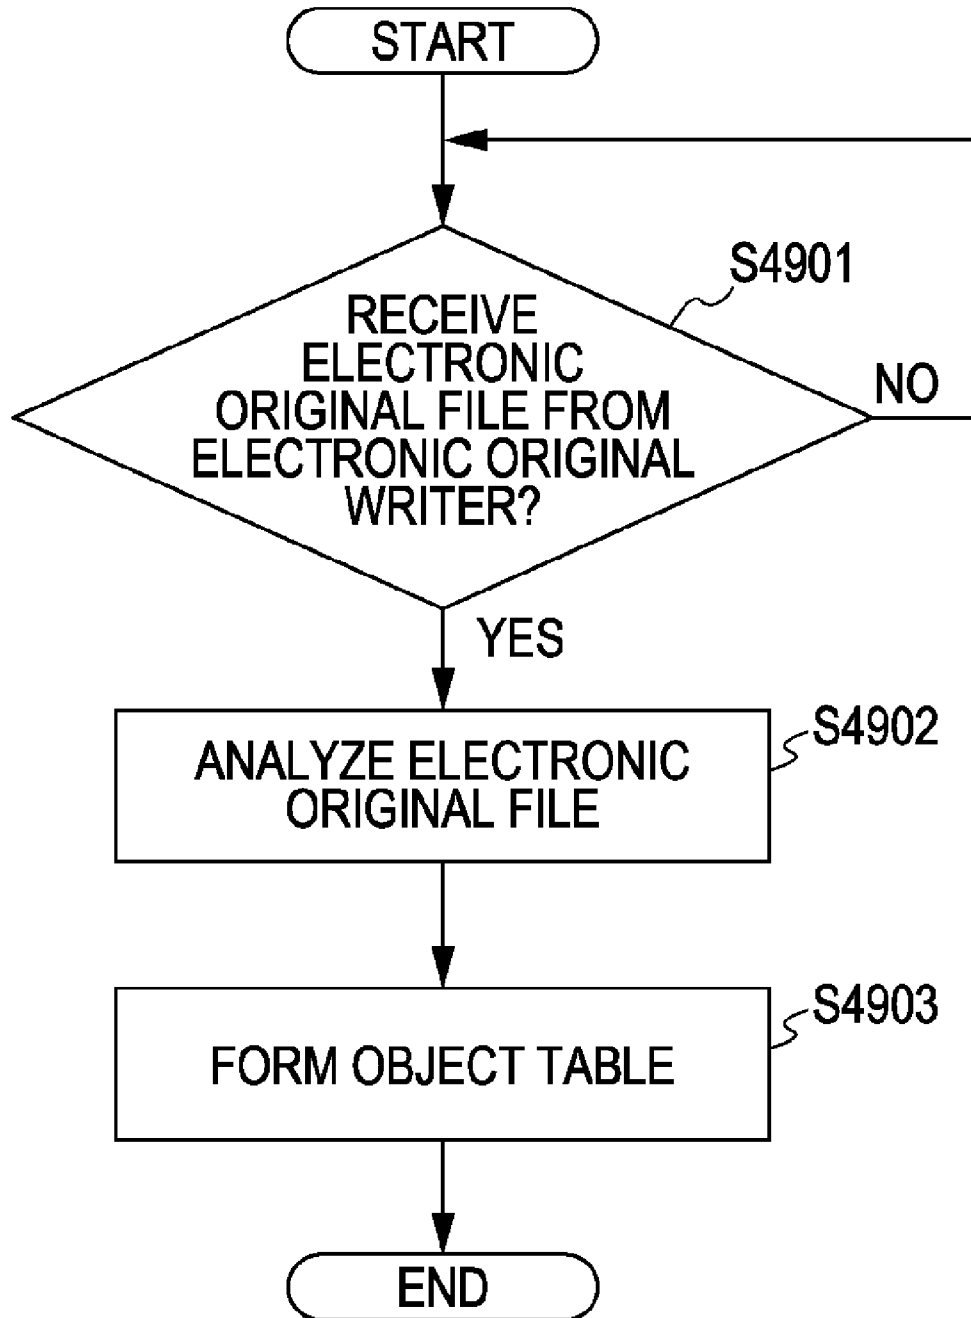 START
S4901
RECEIVE
ELECTRONIC
ORIGINAL FILE FROM
ELECTRONIC ORIGINAL
WRITER?
NO
YES
S4902
ANALYZE ELECTRONIC
ORIGINAL FILE
S4903
FORM OBJECT TABLE
END